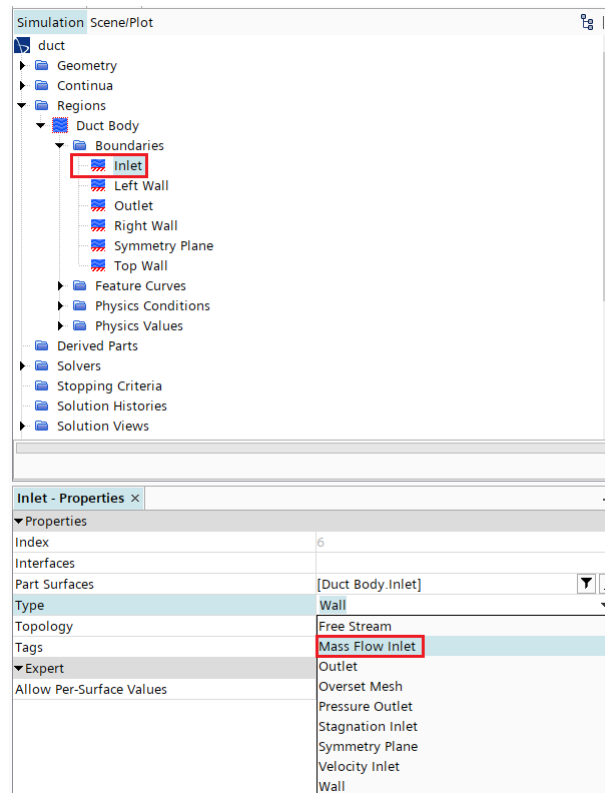 Simulation Scene/Plot
duct
Geometry
Continua
Regions
Duct Body
Boundaries
Inlet
Left Wall
Outlet
Right Wall
Symmetry Plane
Top Wall
Feature Curves
Physics Conditions
Physics Values
Derived Parts
Solvers
Stopping Criteria
Solution Histories
Solution Views
Inlet - Properties ×
Properties
Index 6
Interfaces
Part Surfaces [Duct Body.Inlet]
Type Wall
Topology Free Stream
Tags Mass Flow Inlet
Expert Outlet
Allow Per-Surface Values Overset Mesh
Pressure Outlet
Stagnation Inlet
Symmetry Plane
Velocity Inlet
Wall